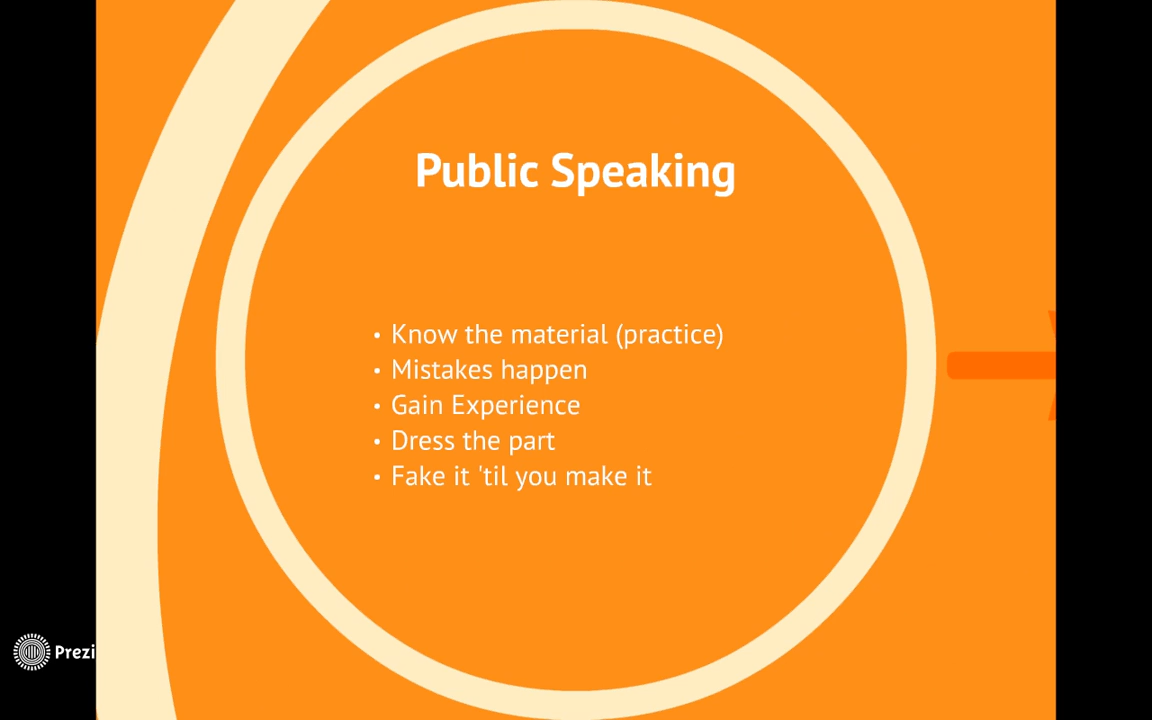 Public Speaking
• Know the material (practice)
• Mistakes happen
• Gain Experience
• Dress the part
• Fake it 'til you make it
Prezi